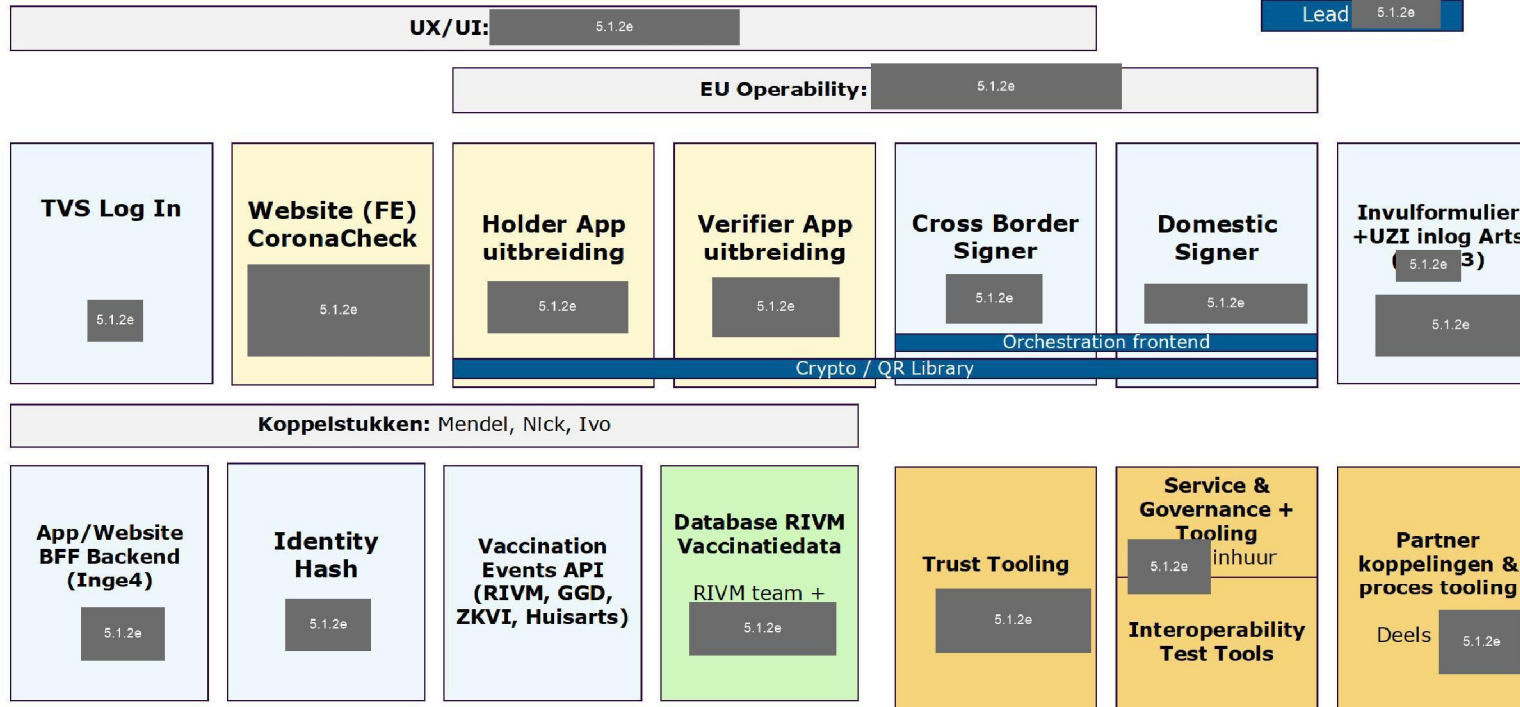 UX/UI: 5.1.2e
Lead 5.1.2e
EU Operability: 5.1.2e
TVS Log In
5.1.2e
Website (FE)
CoronaCheck
5.1.2e
Holder App
uitbreiding
5.1.2e
Verifier App
uitbreiding
5.1.2e
Cross Border
Signer
5.1.2e
Domestic
Signer
5.1.2e
Invulformulier
+UZI inlog Arts
( 5.1.2e 3)
5.1.2e
Orchestration frontend
Crypto / QR Library
Koppelstukken: Mendel, Nick, Ivo
App/Website
BFF Backend
(Inge4)
5.1.2e
Identity
Hash
5.1.2e
Vaccination
Events API
(RIVM, GGD,
ZKVI, Huisarts)
Database RIVM
Vaccinatiedata
RIVM team +
5.1.2e
Trust Tooling
5.1.2e
Service &
Governance +
Tooling
5.1.2e inhuur
Interoperability
Test Tools
Partner
koppelingen &
proces tooling
Deels 5.1.2e